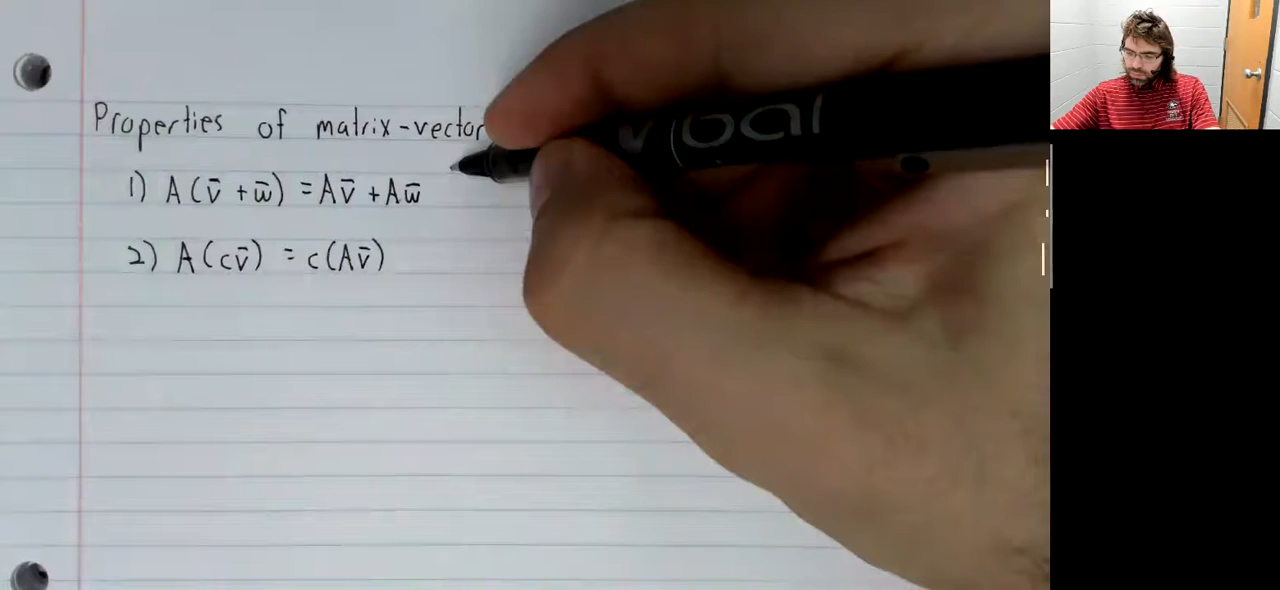 Properties of matrix-vector
1) A(v̄ + w̄) = Av̄ + Aw̄
2) A(cv̄) = c(Av̄)